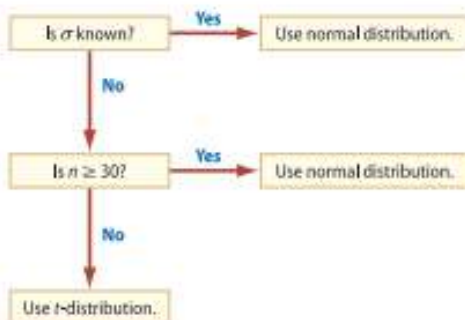 Is σ known?
Yes
Use normal distribution.
No
Is n ≥ 30?
Yes
Use normal distribution.
No
Use t-distribution.